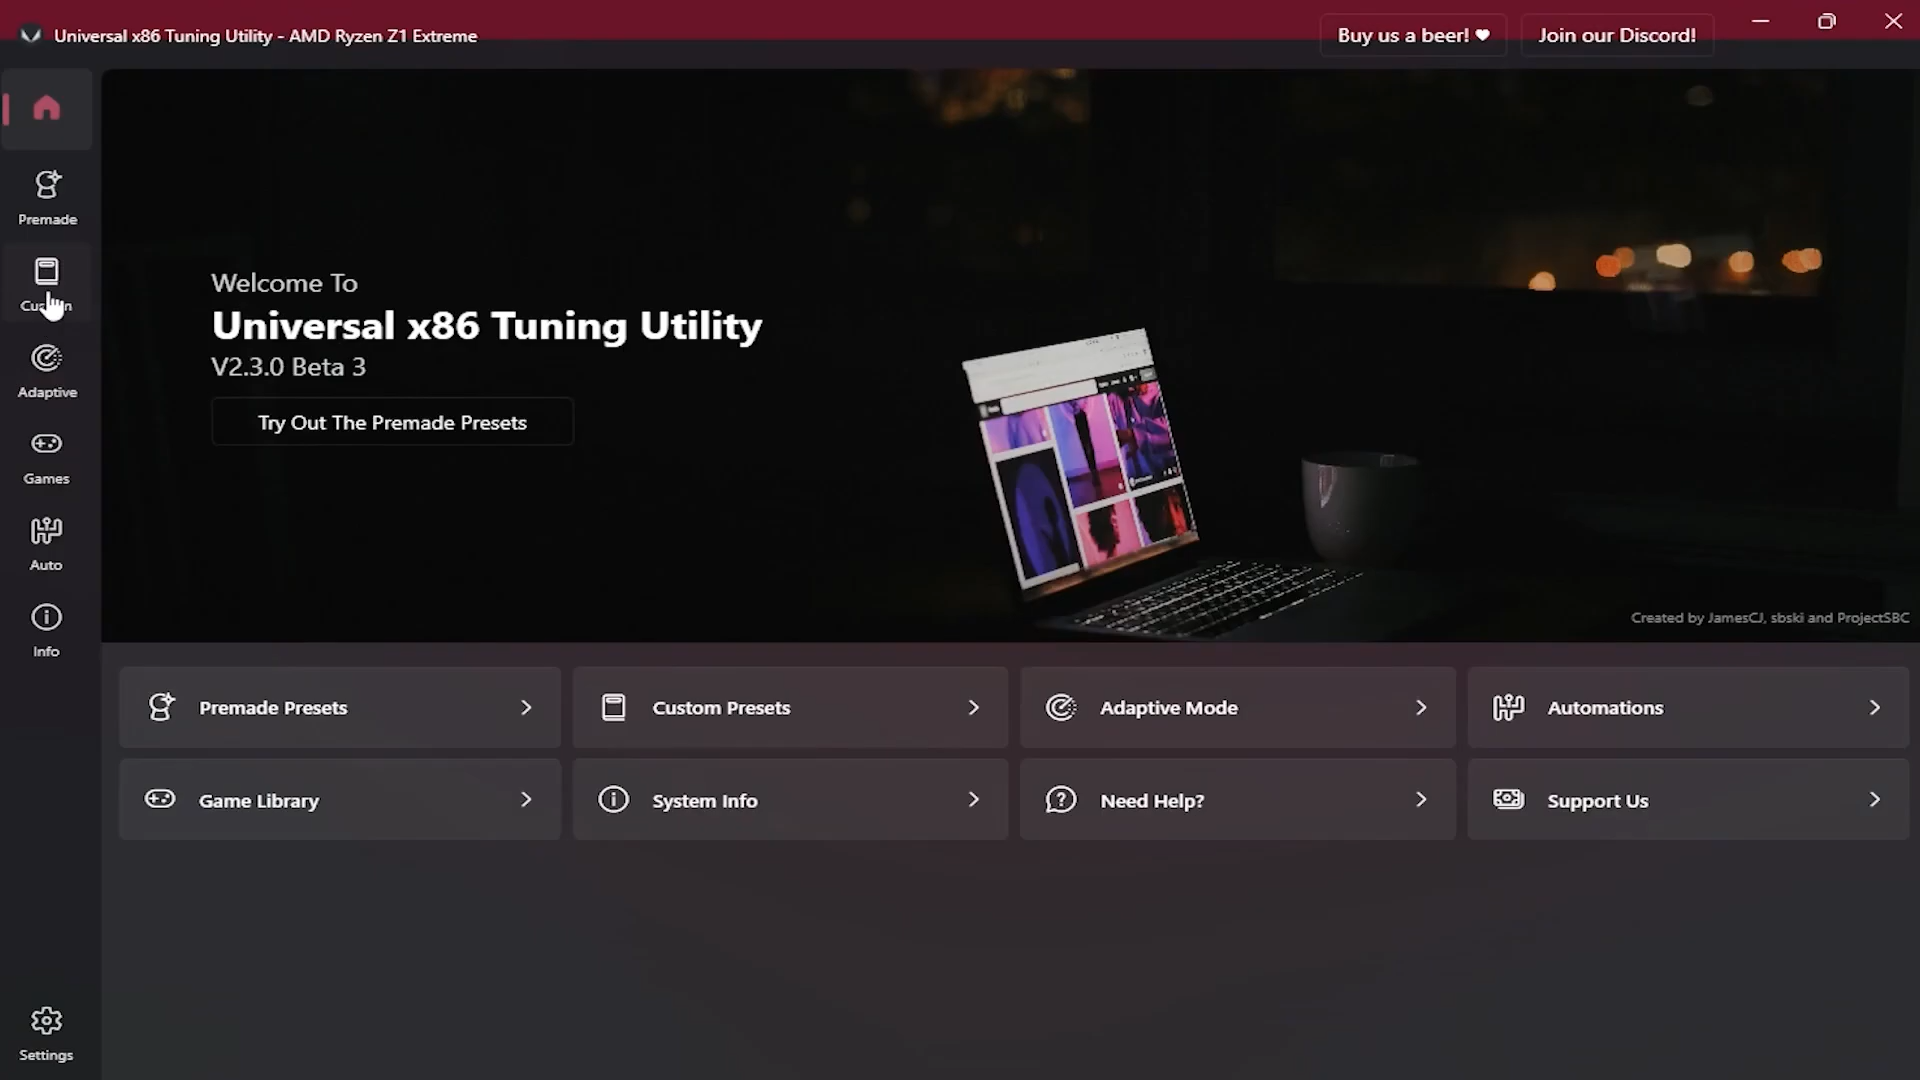 Universal x86 Tuning Utility - AMD Ryzen Z1 Extreme
Buy us a beer! ❤
Join our Discord!
Premade
Adaptive
Games
Auto
Info
Settings
Welcome To
Universal x86 Tuning Utility
V2.3.0 Beta 3
Try Out The Premade Presets
Created by JamesCJ, sbski and ProjectSBC
Premade Presets
Custom Presets
Adaptive Mode
Automations
Game Library
System Info
Need Help?
Support Us